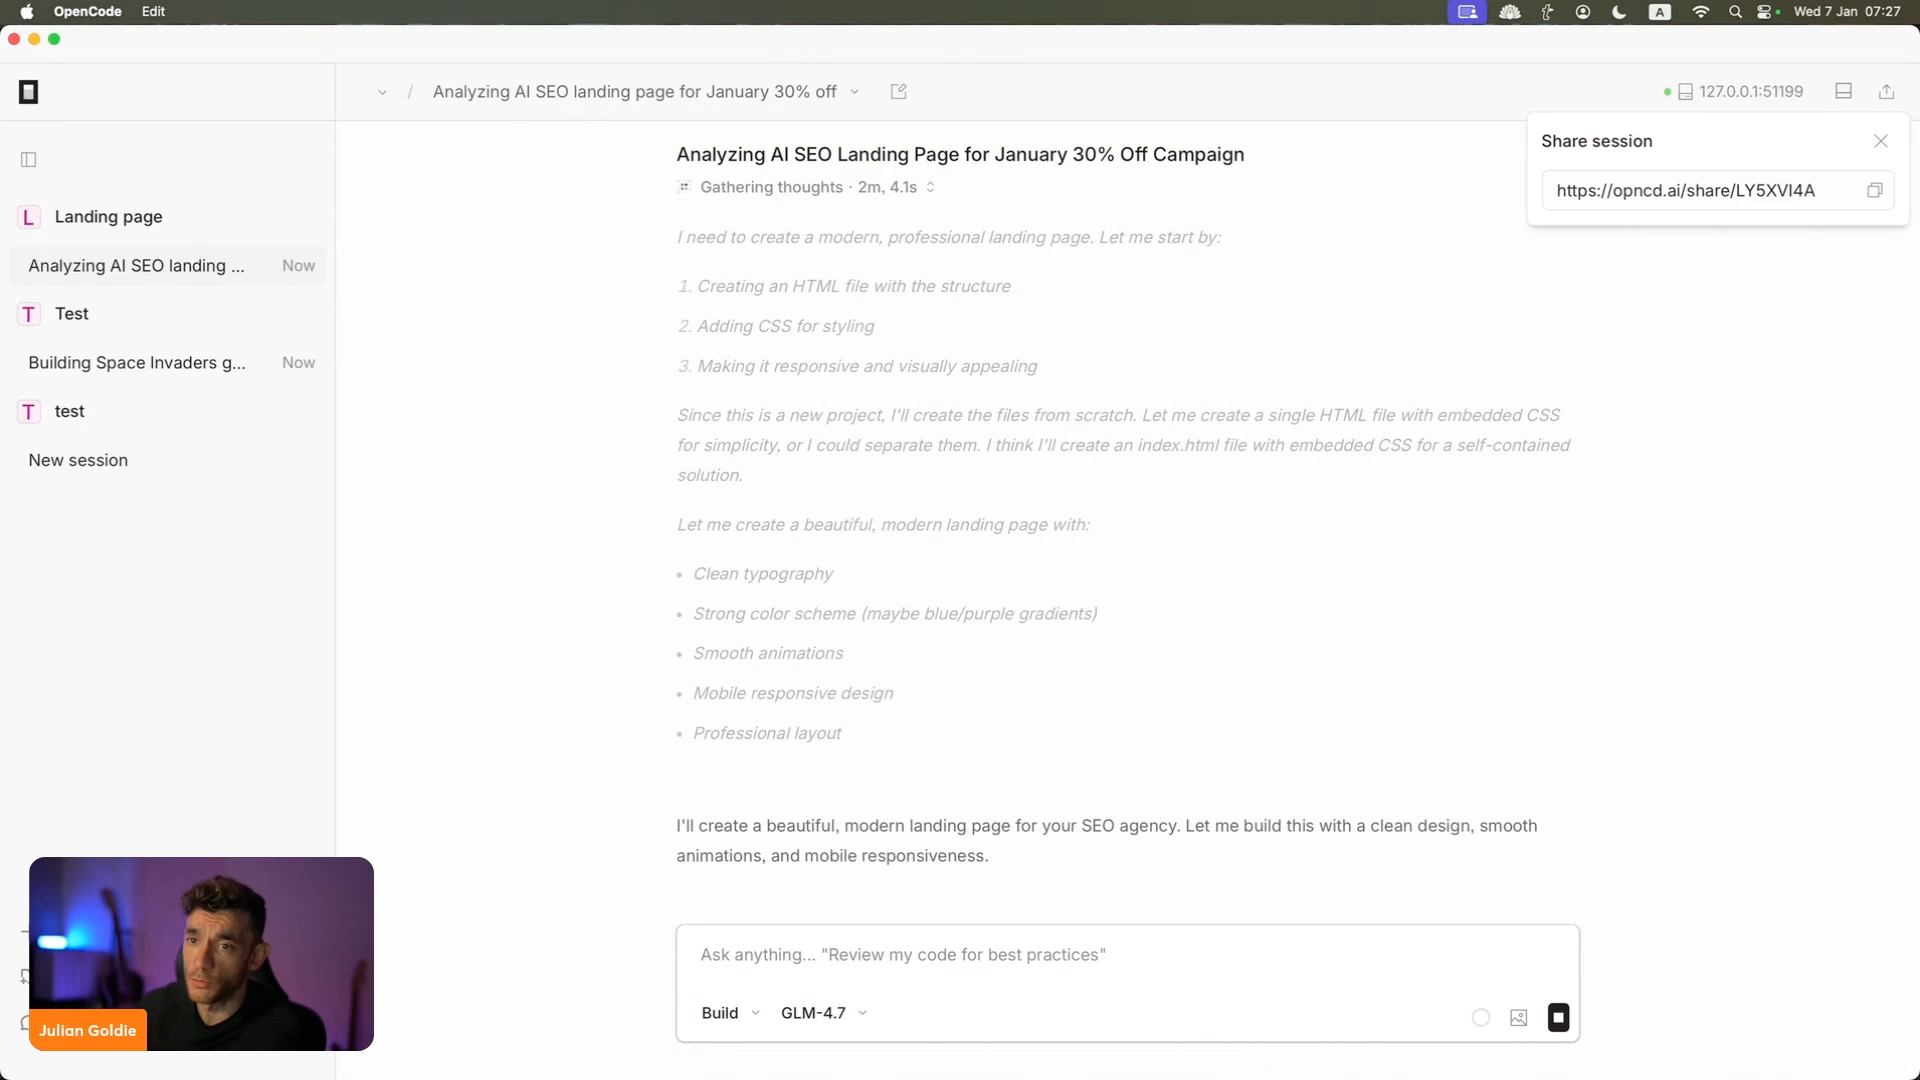 OpenCode Edit
A
Wed 7 Jan 07:27
/ Analyzing AI SEO landing page for January 30% off
127.0.0.1:51199
Share session
https://opncd.ai/share/LY5XVI4A
L Landing page
Analyzing AI SEO landing ... Now
T Test
Building Space Invaders g... Now
T test
New session
Analyzing AI SEO Landing Page for January 30% Off Campaign
Gathering thoughts · 2m, 4.1s
I need to create a modern, professional landing page. Let me start by:
1. Creating an HTML file with the structure
2. Adding CSS for styling
3. Making it responsive and visually appealing
Since this is a new project, I'll create the files from scratch. Let me create a single HTML file with embedded CSS
for simplicity, or I could separate them. I think I'll create an index.html file with embedded CSS for a self-contained
solution.
Let me create a beautiful, modern landing page with:
• Clean typography
• Strong color scheme (maybe blue/purple gradients)
• Smooth animations
• Mobile responsive design
• Professional layout
I'll create a beautiful, modern landing page for your SEO agency. Let me build this with a clean design, smooth
animations, and mobile responsiveness.
Ask anything... "Review my code for best practices"
Build GLM-4.7
Julian Goldie